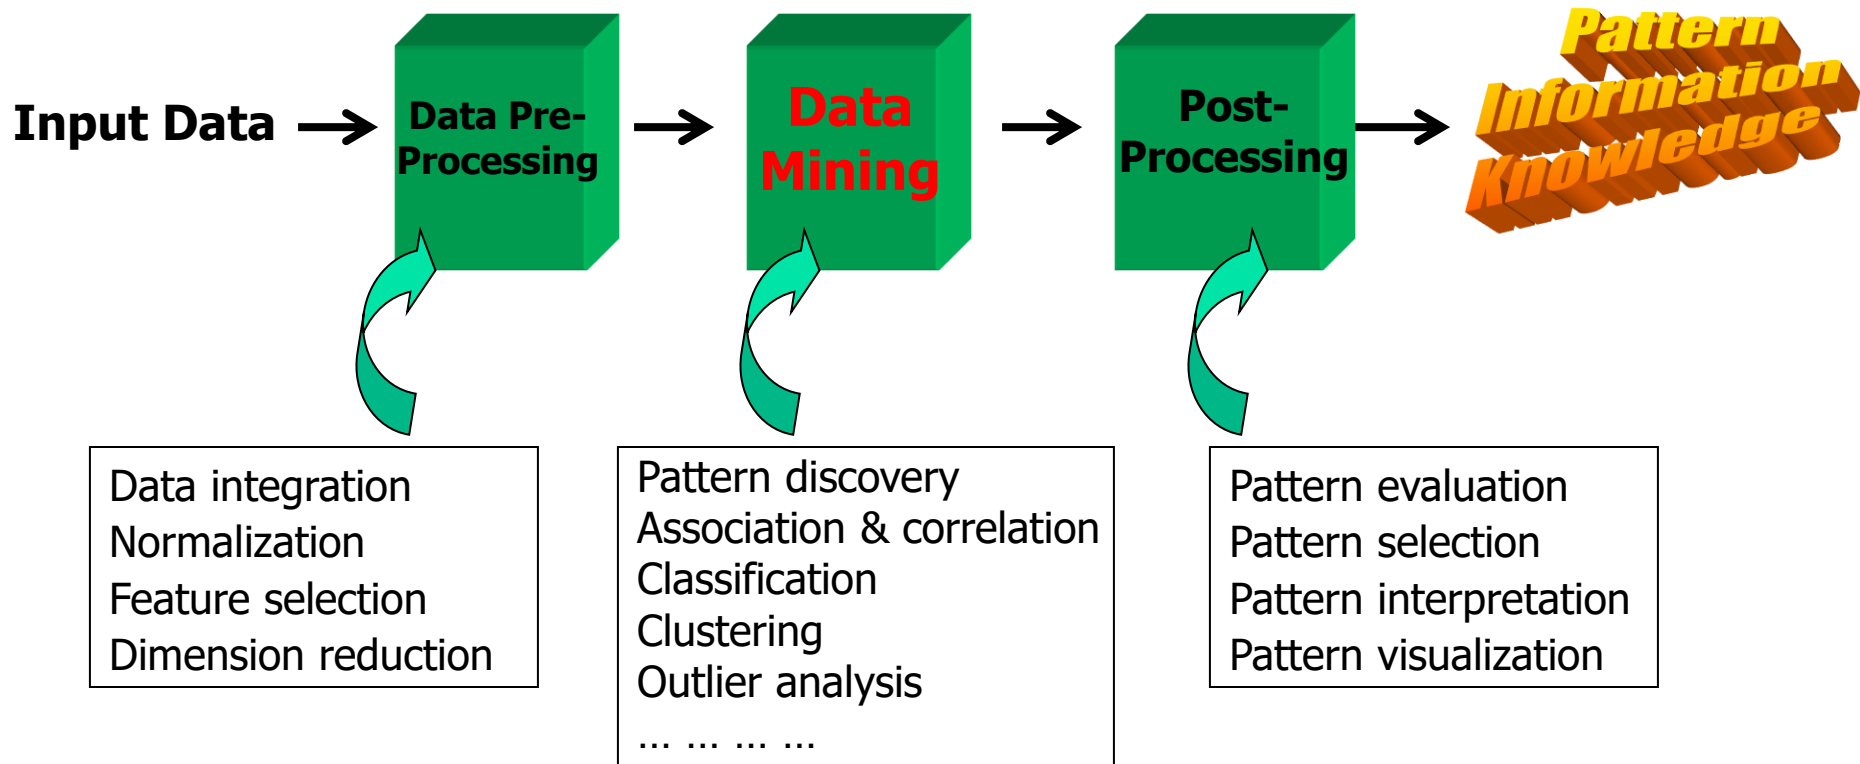 Input Data
Data Pre-
Processing
Data
Mining
Post-
Processing
Pattern
Information
Knowledge
Data integration
Normalization
Feature selection
Dimension reduction
Pattern discovery
Association & correlation
Classification
Clustering
Outlier analysis
… … … …
Pattern evaluation
Pattern selection
Pattern interpretation
Pattern visualization